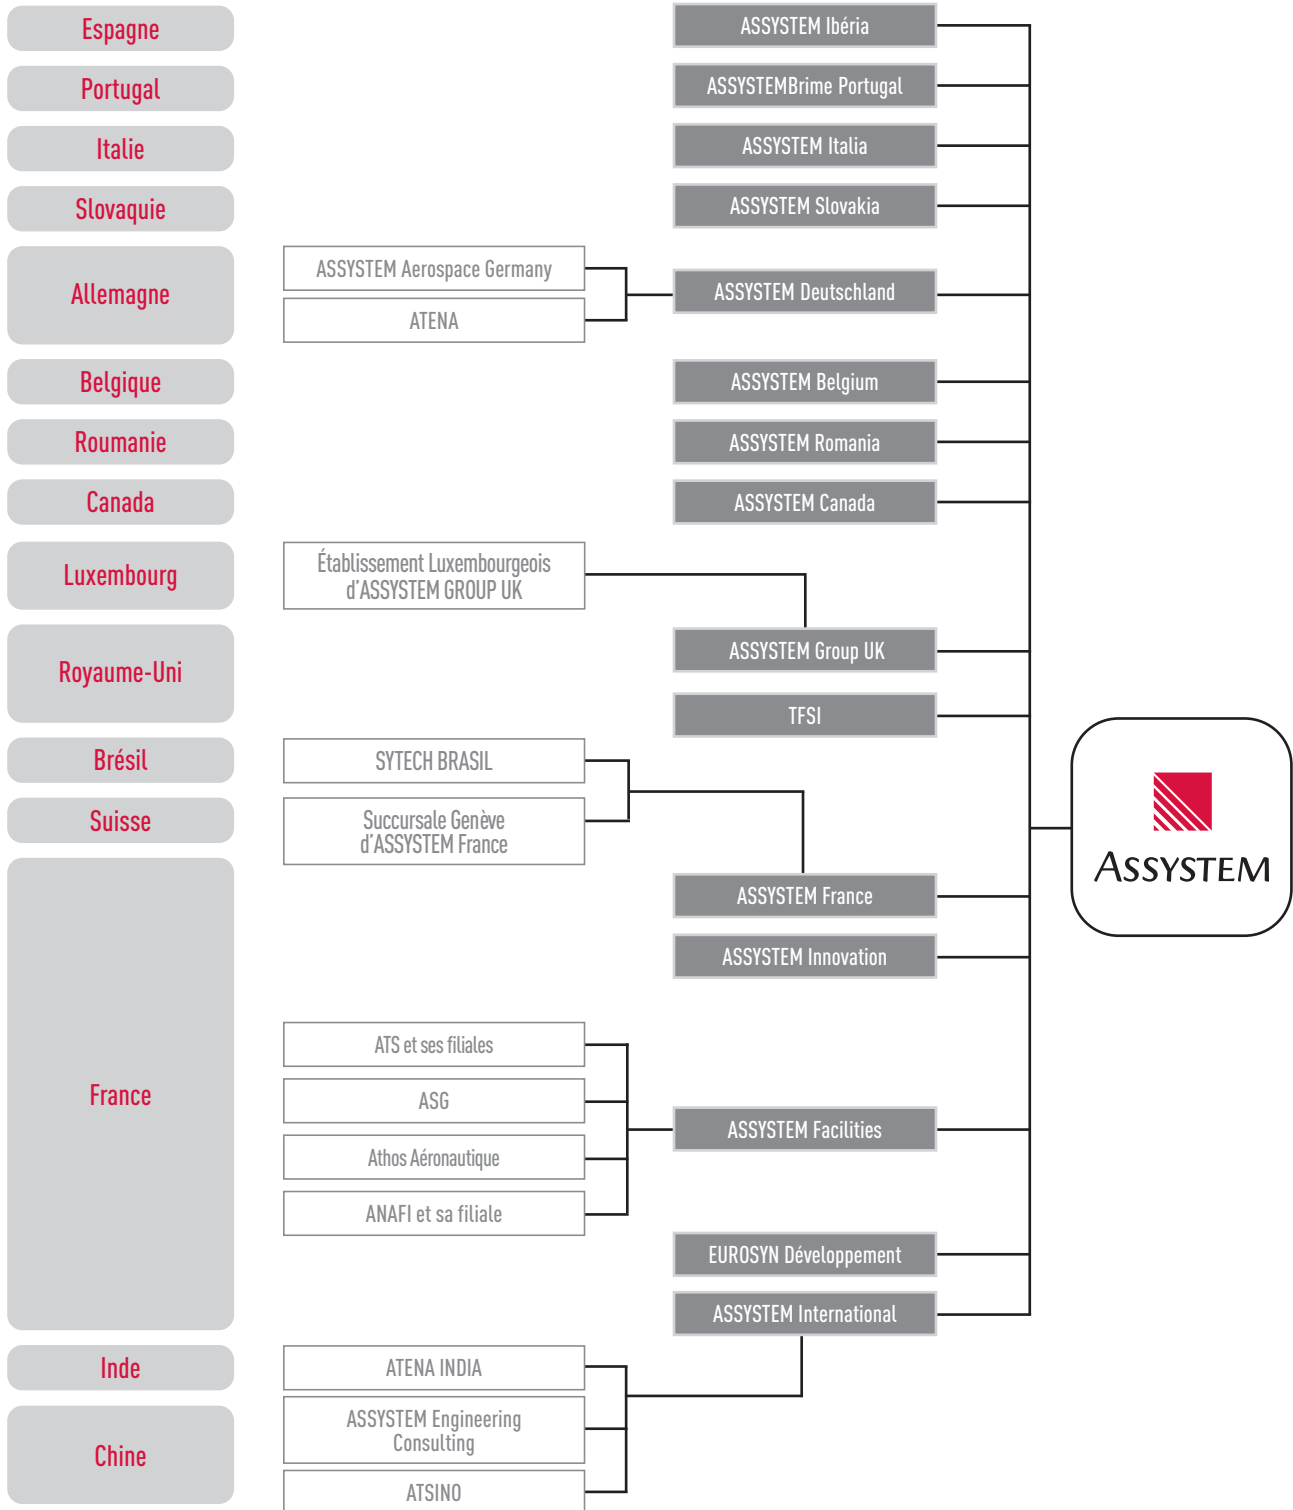 Espagne
ASSYSTEM Ibéria
Portugal
ASSYSTEMBrime Portugal
Italie
ASSYSTEM Italia
Slovaquie
ASSYSTEM Slovakia
Allemagne
ASSYSTEM Aerospace Germany
ATENA
ASSYSTEM Deutschland
Belgique
ASSYSTEM Belgium
Roumanie
ASSYSTEM Romania
Canada
ASSYSTEM Canada
Luxembourg
Établissement Luxembourgeois
d'ASSYSTEM GROUP UK
Royaume-Uni
ASSYSTEM Group UK
TFSI
Brésil
SYTECH BRASIL
Suisse
Succursale Genève
d'ASSYSTEM France
ASSYSTEM
France
ASSYSTEM France
ASSYSTEM Innovation
ATS et ses filiales
ASG
Athos Aéronautique
ANAFI et sa filiale
ASSYSTEM Facilities
EUROSYN Développement
ASSYSTEM International
Inde
ATENA INDIA
Chine
ASSYSTEM Engineering
Consulting
ATSINO